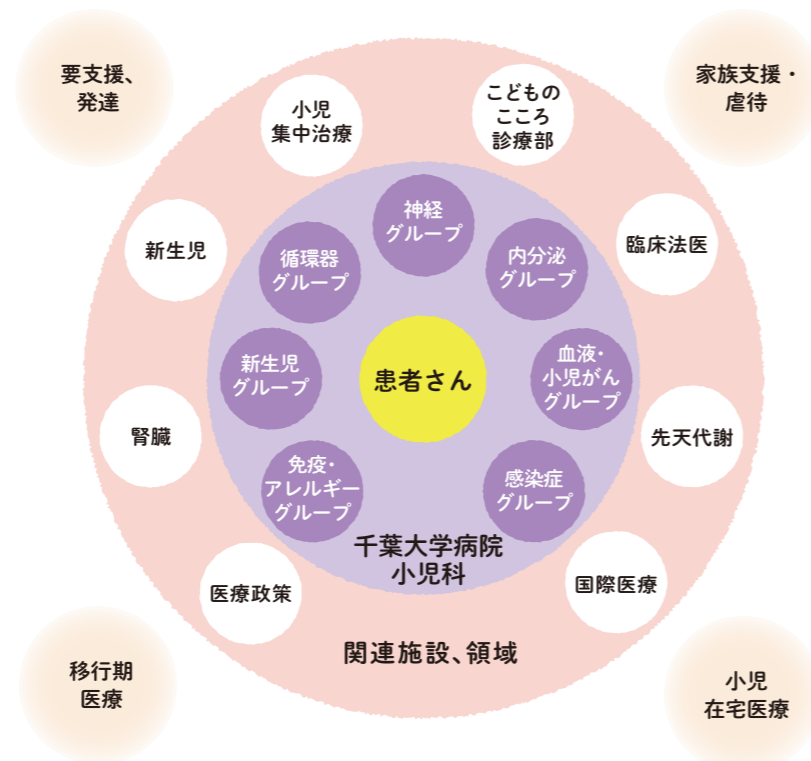 要支援、
発達
家族支援・
虐待
小児
集中治療
こどもの
こころ
診療部
新生児
臨床法医
神経
グループ
循環器
グループ
内分泌
グループ
新生児
グループ
患者さん
血液・
小児がん
グループ
腎臓
先天代謝
免疫・
アレルギー
グループ
感染症
グループ
千葉大学病院
小児科
医療政策
国際医療
関連施設、領域
移行期
医療
小児
在宅医療